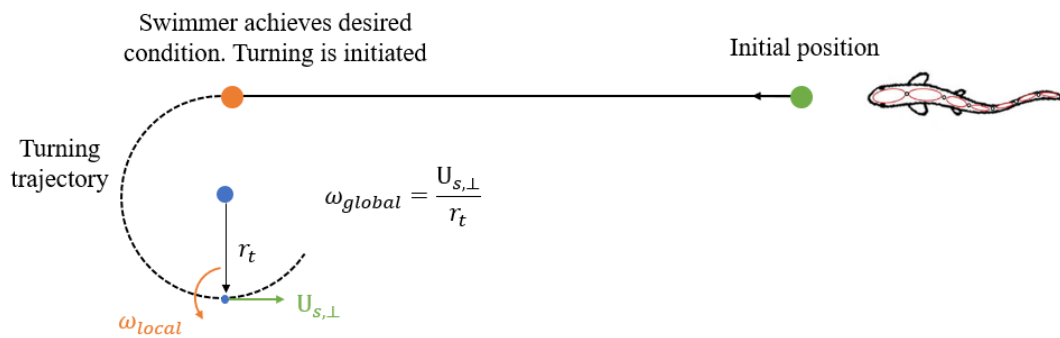 Swimmer achieves desired
condition. Turning is initiated
Initial position
Turning
trajectory
ω_global = U_s,⊥ / r_t
r_t
U_s,⊥
ω_local